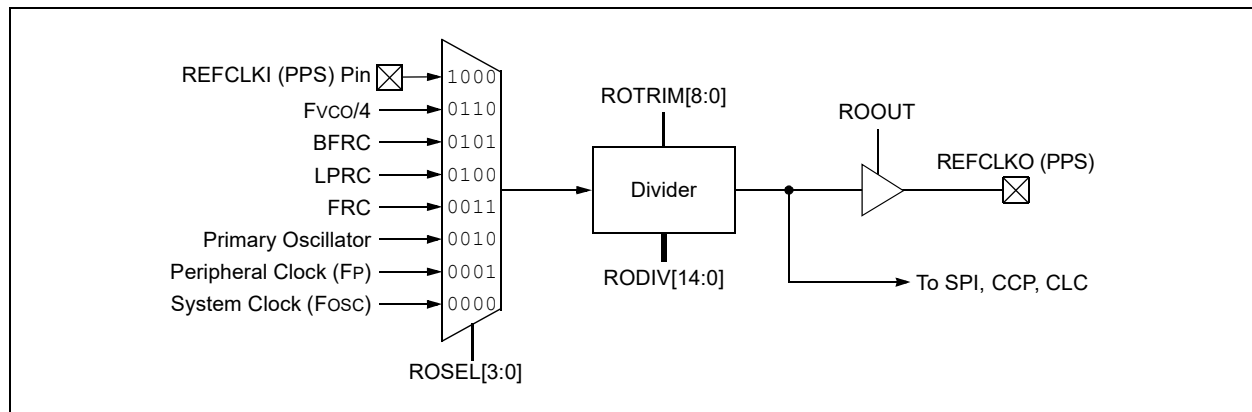 REFCLKI (PPS) Pin
1000
FVCO/4
0110
BFRC
0101
LPRC
0100
FRC
0011
Primary Oscillator
0010
Peripheral Clock (FP)
0001
System Clock (FOSC)
0000
ROSEL[3:0]
ROTRIM[8:0]
Divider
RODIV[14:0]
ROOUT
REFCLKO (PPS)
To SPI, CCP, CLC